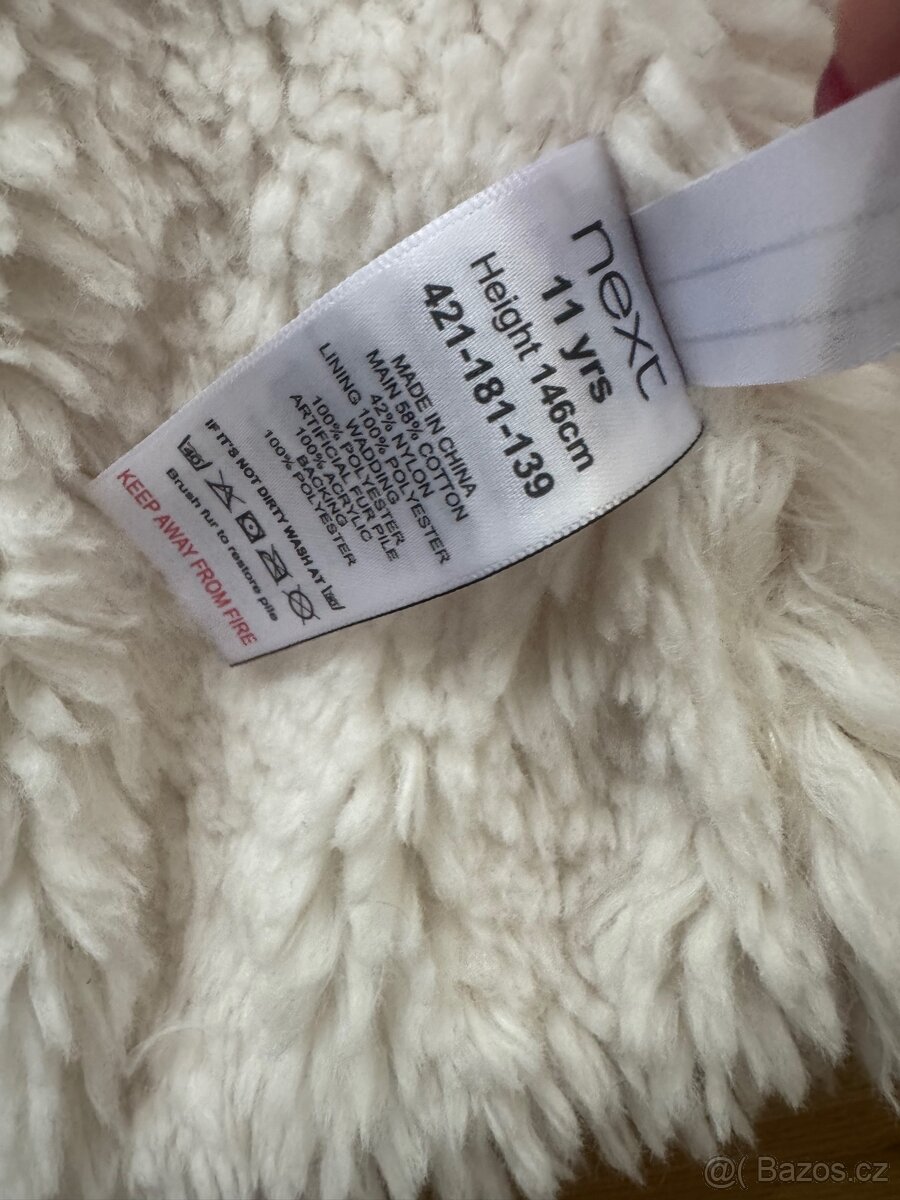 next
11 yrs
Height 146cm
421-181-139
MADE IN CHINA
MAIN 58% COTTON
42% NYLON
LINING 100% POLYESTER
WADDING
100% POLYESTER
ARTIFICIAL FUR PILE
100% ACRYLIC
BACKING
100% POLYESTER
IF IT'S NOT DIRTY WASH AT 30
40
Brush fur to restore pile
KEEP AWAY FROM FIRE
@( Bazos.cz